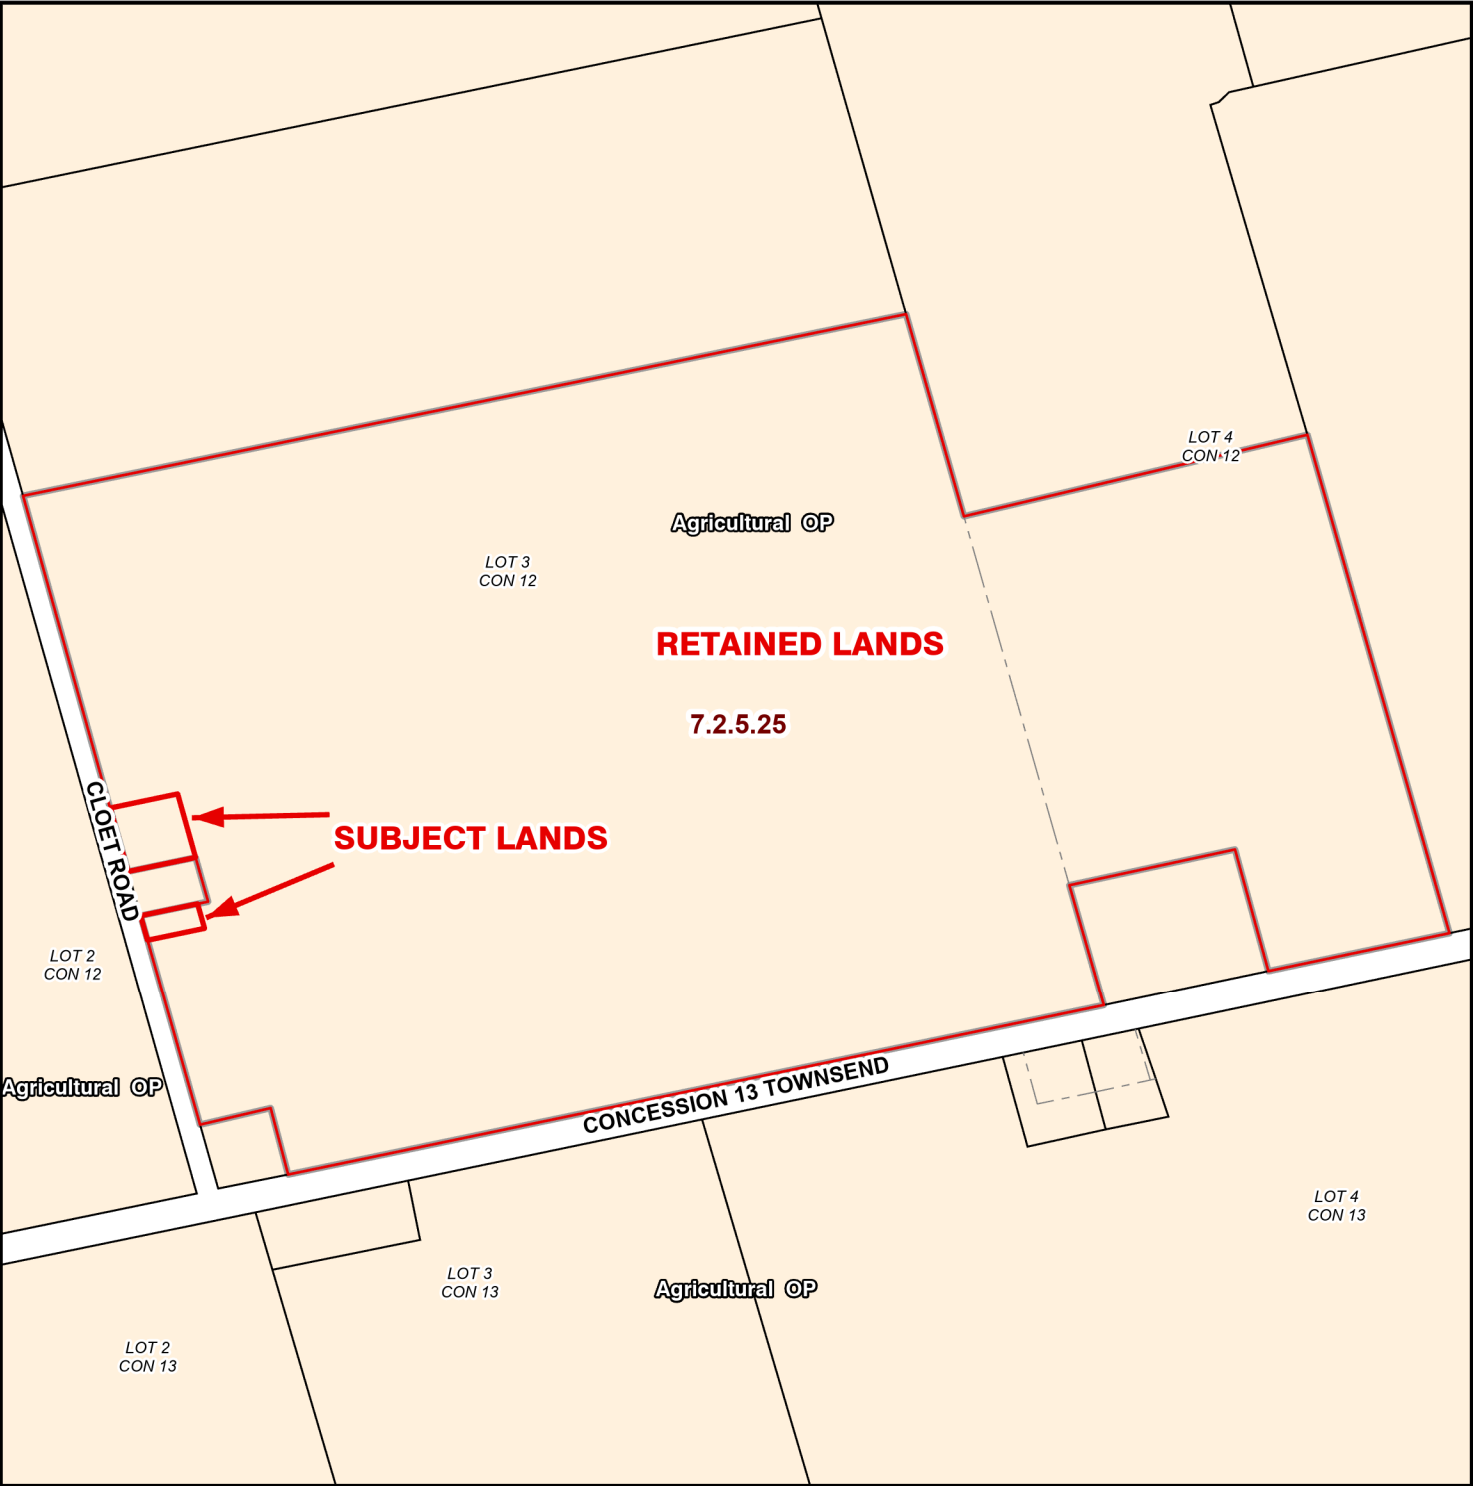 LOT 4
CON 12
Agricultural OP
LOT 3
CON 12
RETAINED LANDS
7.2.5.25
CLOET ROAD
SUBJECT LANDS
LOT 2
CON 12
Agricultural OP
CONCESSION 13 TOWNSEND
LOT 4
CON 13
LOT 3
CON 13
Agricultural OP
LOT 2
CON 13